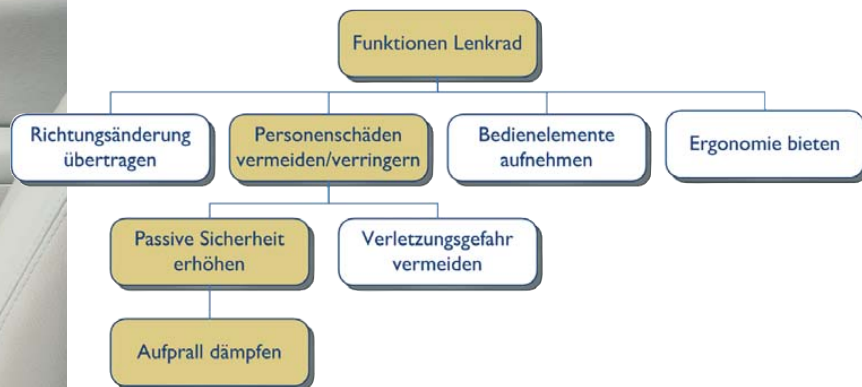 Funktionen Lenkrad
Richtungsänderung
übertragen
Personenschäden
vermeiden/verringern
Bedienelemente
aufnehmen
Ergonomie bieten
Passive Sicherheit
erhöhen
Verletzungsgefahr
vermeiden
Aufprall dämpfen